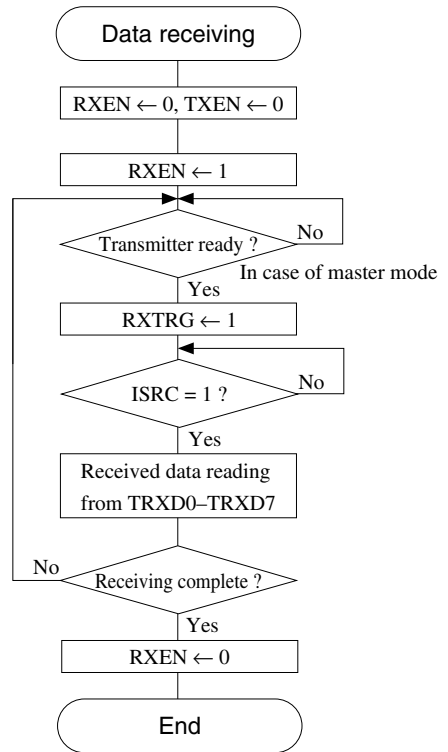 Data receiving
RXEN ← 0, TXEN ← 0
RXEN ← 1
Transmitter ready ?
No
In case of master mode
Yes
RXTRG ← 1
ISRC = 1 ?
No
Yes
Received data reading
from TRXD0–TRXD7
No
Receiving complete ?
Yes
RXEN ← 0
End